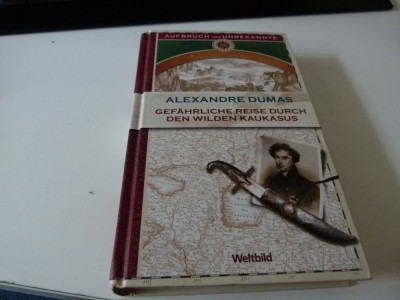 AUFBRUCH INS UNBEKANNTE
ALEXANDRE DUMAS
GEFÄHRLICHE REISE DURCH
DEN WILDEN KAUKASUS
Weltbild